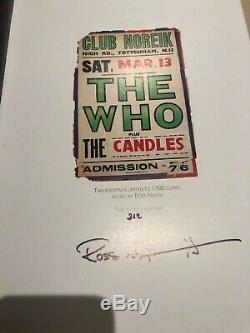 CLUB NOREIK
HIGH RD., TOTTENHAM, N.15
SAT. MAR. 13
THE
WHO
PLUS
THE CANDLES
ADMISSION - 7/6
THIS EDITION IS LIMITED TO 1,500 COPIES
SIGNED BY ROSS HALFIN
312
ROSS